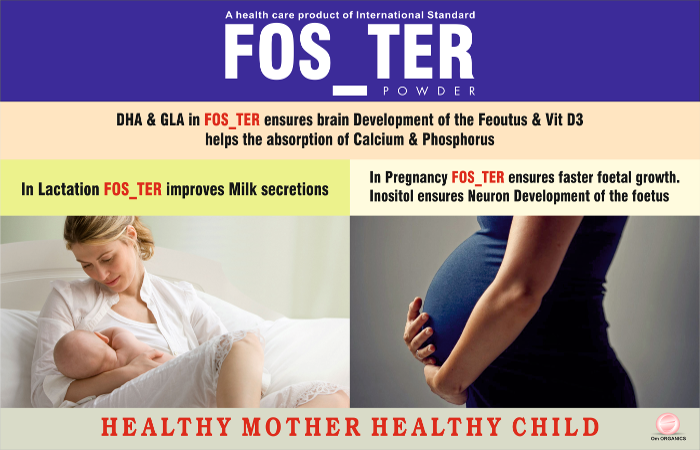 A health care product of International Standard
FOS_TER
POWDER
DHA & GLA in FOS_TER ensures brain Development of the Feoutus & Vit D3
helps the absorption of Calcium & Phosphorus
In Lactation FOS_TER improves Milk secretions
In Pregnancy FOS_TER ensures faster foetal growth.
Inositol ensures Neuron Development of the foetus
HEALTHY MOTHER HEALTHY CHILD
Om ORGANICS